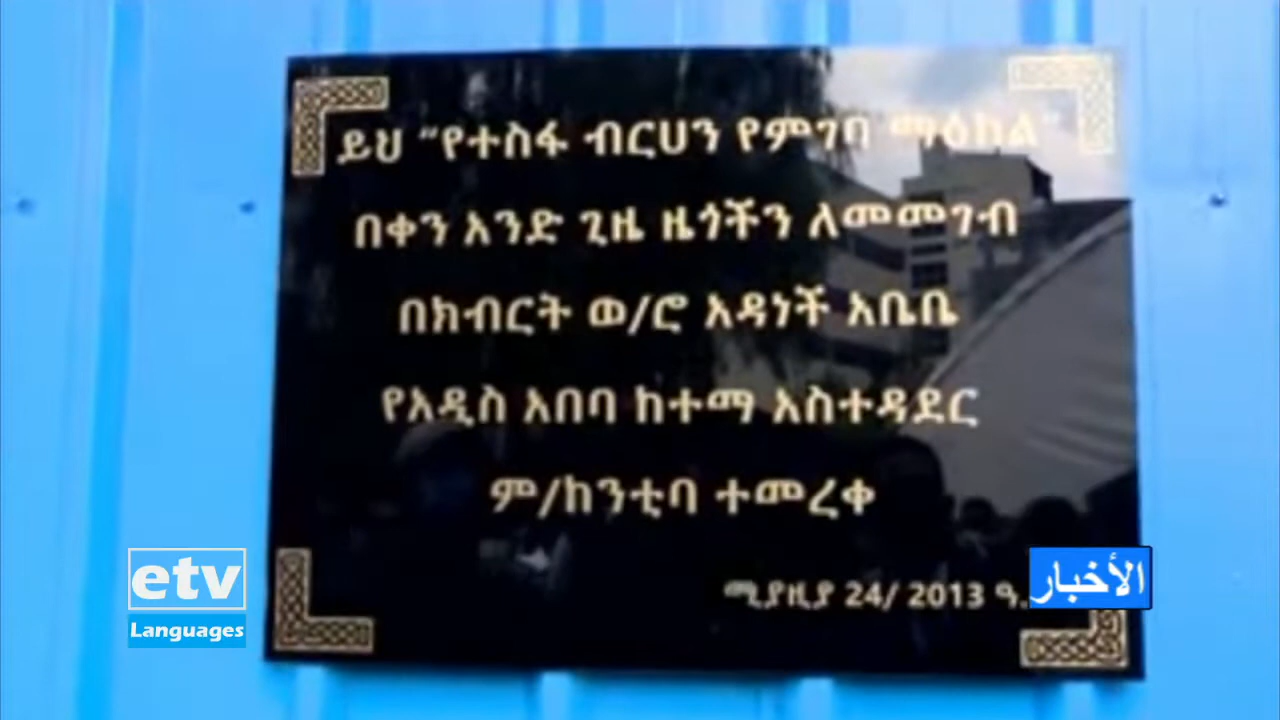 ይህ “የተስፋ ብርሀን የምገባ ማዕከል”
በቀን አንድ ጊዜ ዜጎችን ለመመገብ
በክብርት ወ/ሮ አዳነች አቤቤ
የአዲስ አበባ ከተማ አስተዳደር
ም/ከንቲባ ተመረቀ
ሚያዚያ 24/ 2013 ዓ.
الأخبار
etv
Languages